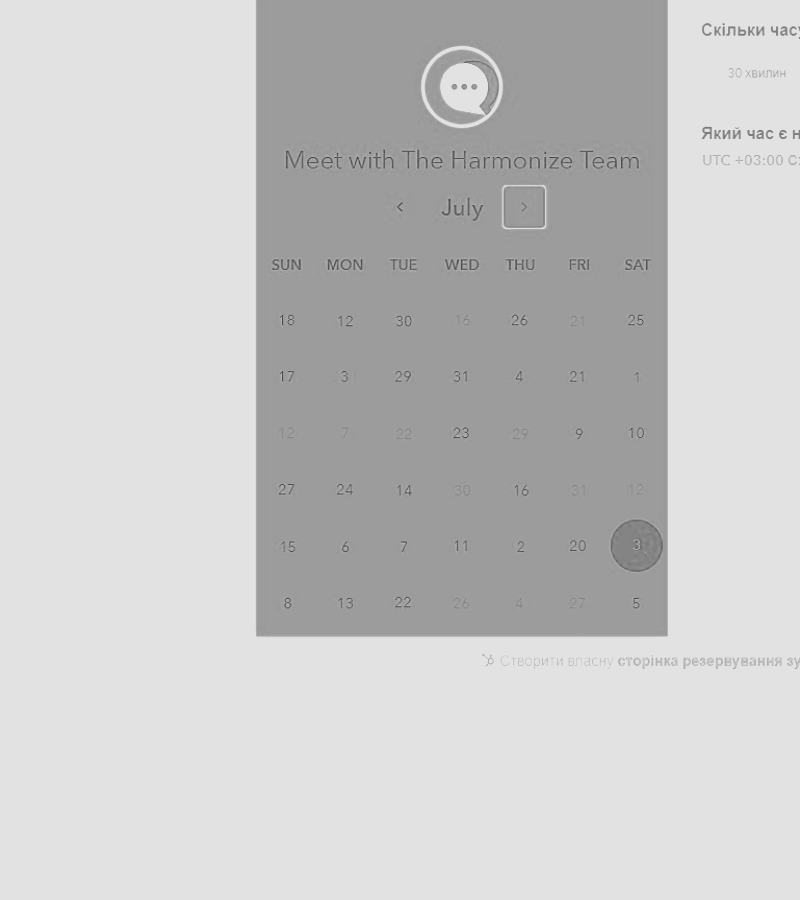 Скільки часу
30 хвилин
Який час є н
UTC +03:00
Meet with The Harmonize Team
July
SUN MON TUE WED THU FRI SAT
18 12 30 16 26 21 25
17 3 29 31 4 21 1
12 7 22 23 29 9 10
27 24 14 30 16 31 12
15 6 7 11 2 20 3
8 13 22 26 4 27 5
Створити власну сторінка резервування